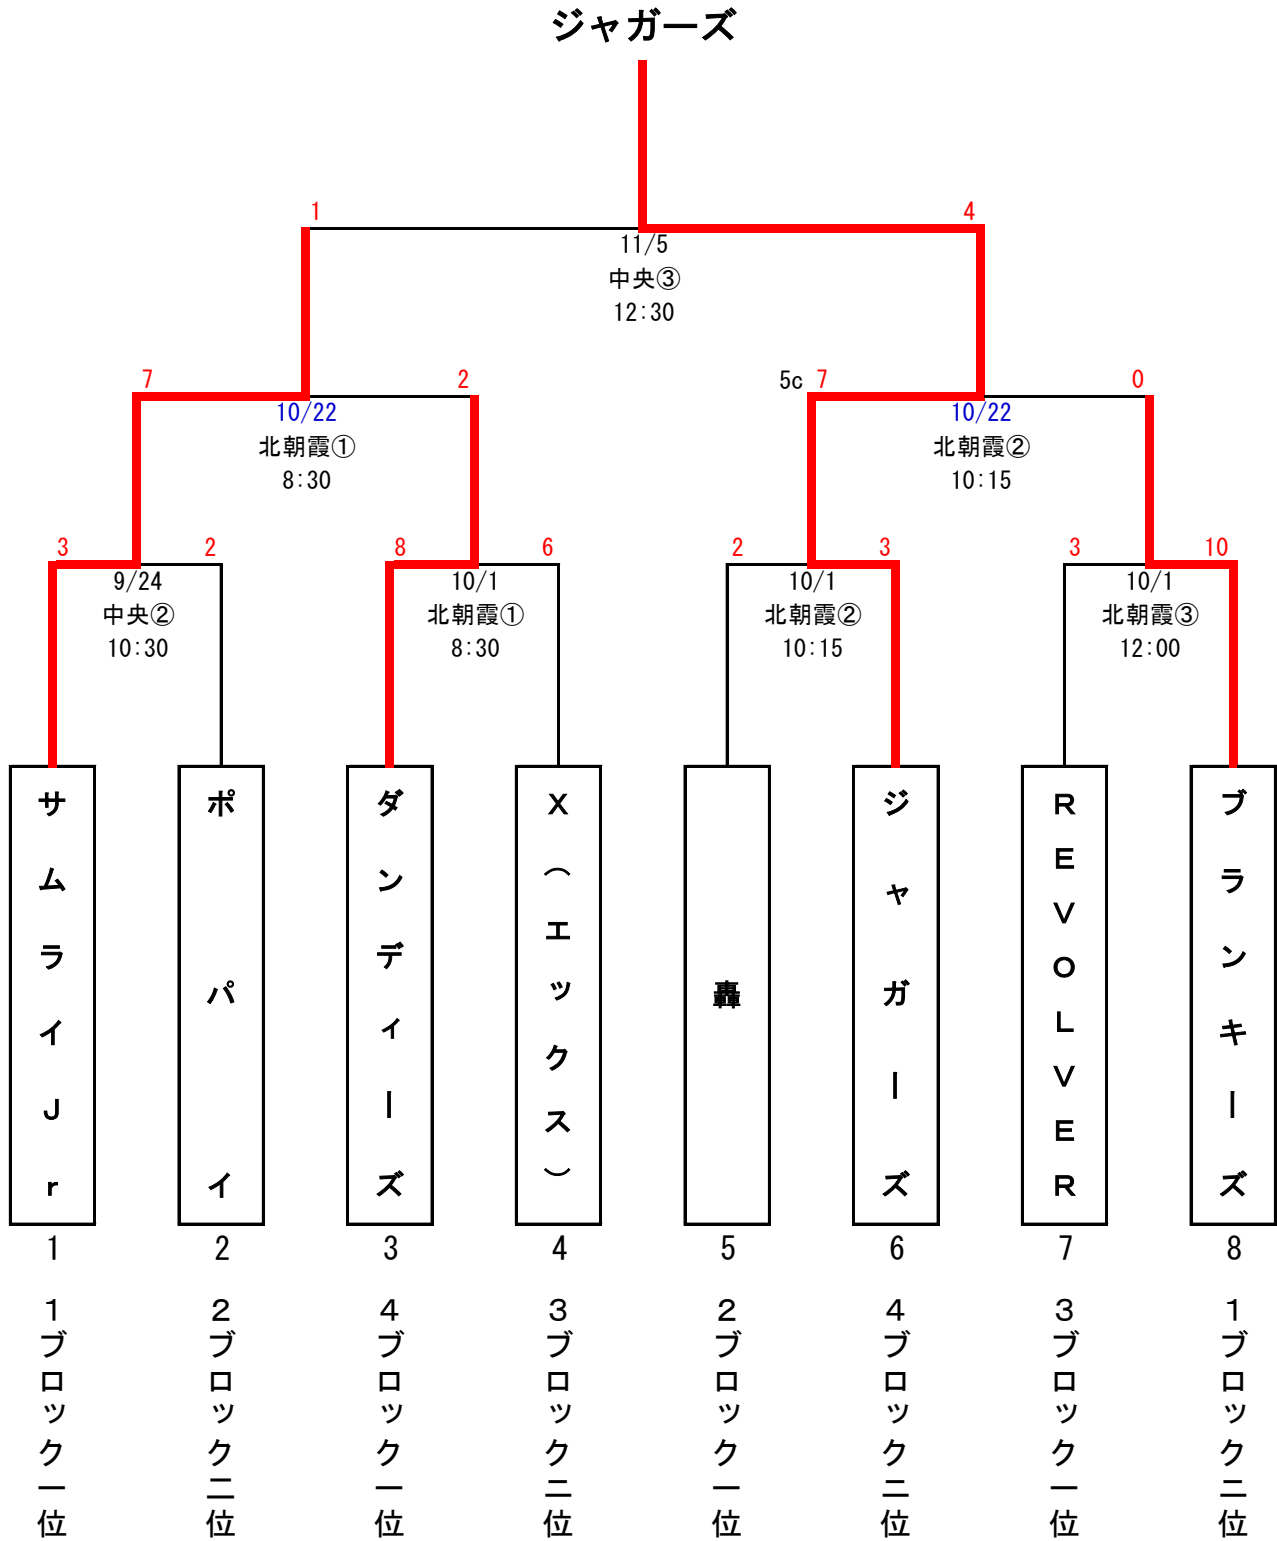 ジャガーズ
1
4
11/5
中央③
12:30
7
2
5c 7
0
10/22
北朝霞①
8:30
10/22
北朝霞②
10:15
3
2
8
6
2
3
3
10
9/24
中央②
10:30
10/1
北朝霞①
8:30
10/1
北朝霞②
10:15
10/1
北朝霞③
12:00
サムライJr
ポパイ
ダンディーズ
X(エックス)
轟
ジャガーズ
REVOLVER
ブランキーズ
1
2
3
4
5
6
7
8
1ブロック一位
2ブロック二位
4ブロック一位
3ブロック二位
2ブロック一位
4ブロック二位
3ブロック一位
1ブロック二位